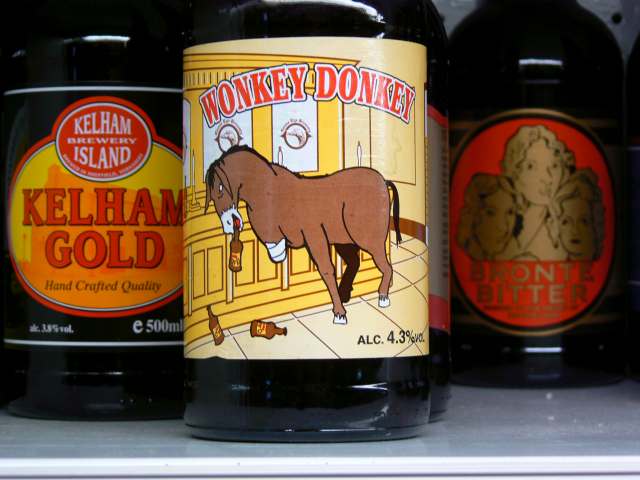 KELHAM
BREWERY
ISLAND
KELHAM
GOLD
Hand Crafted Quality
alc. 3.8% vol.
e 500ml
WONKEY DONKEY
ALC. 4.3% VOL
BRONTE
BITTER